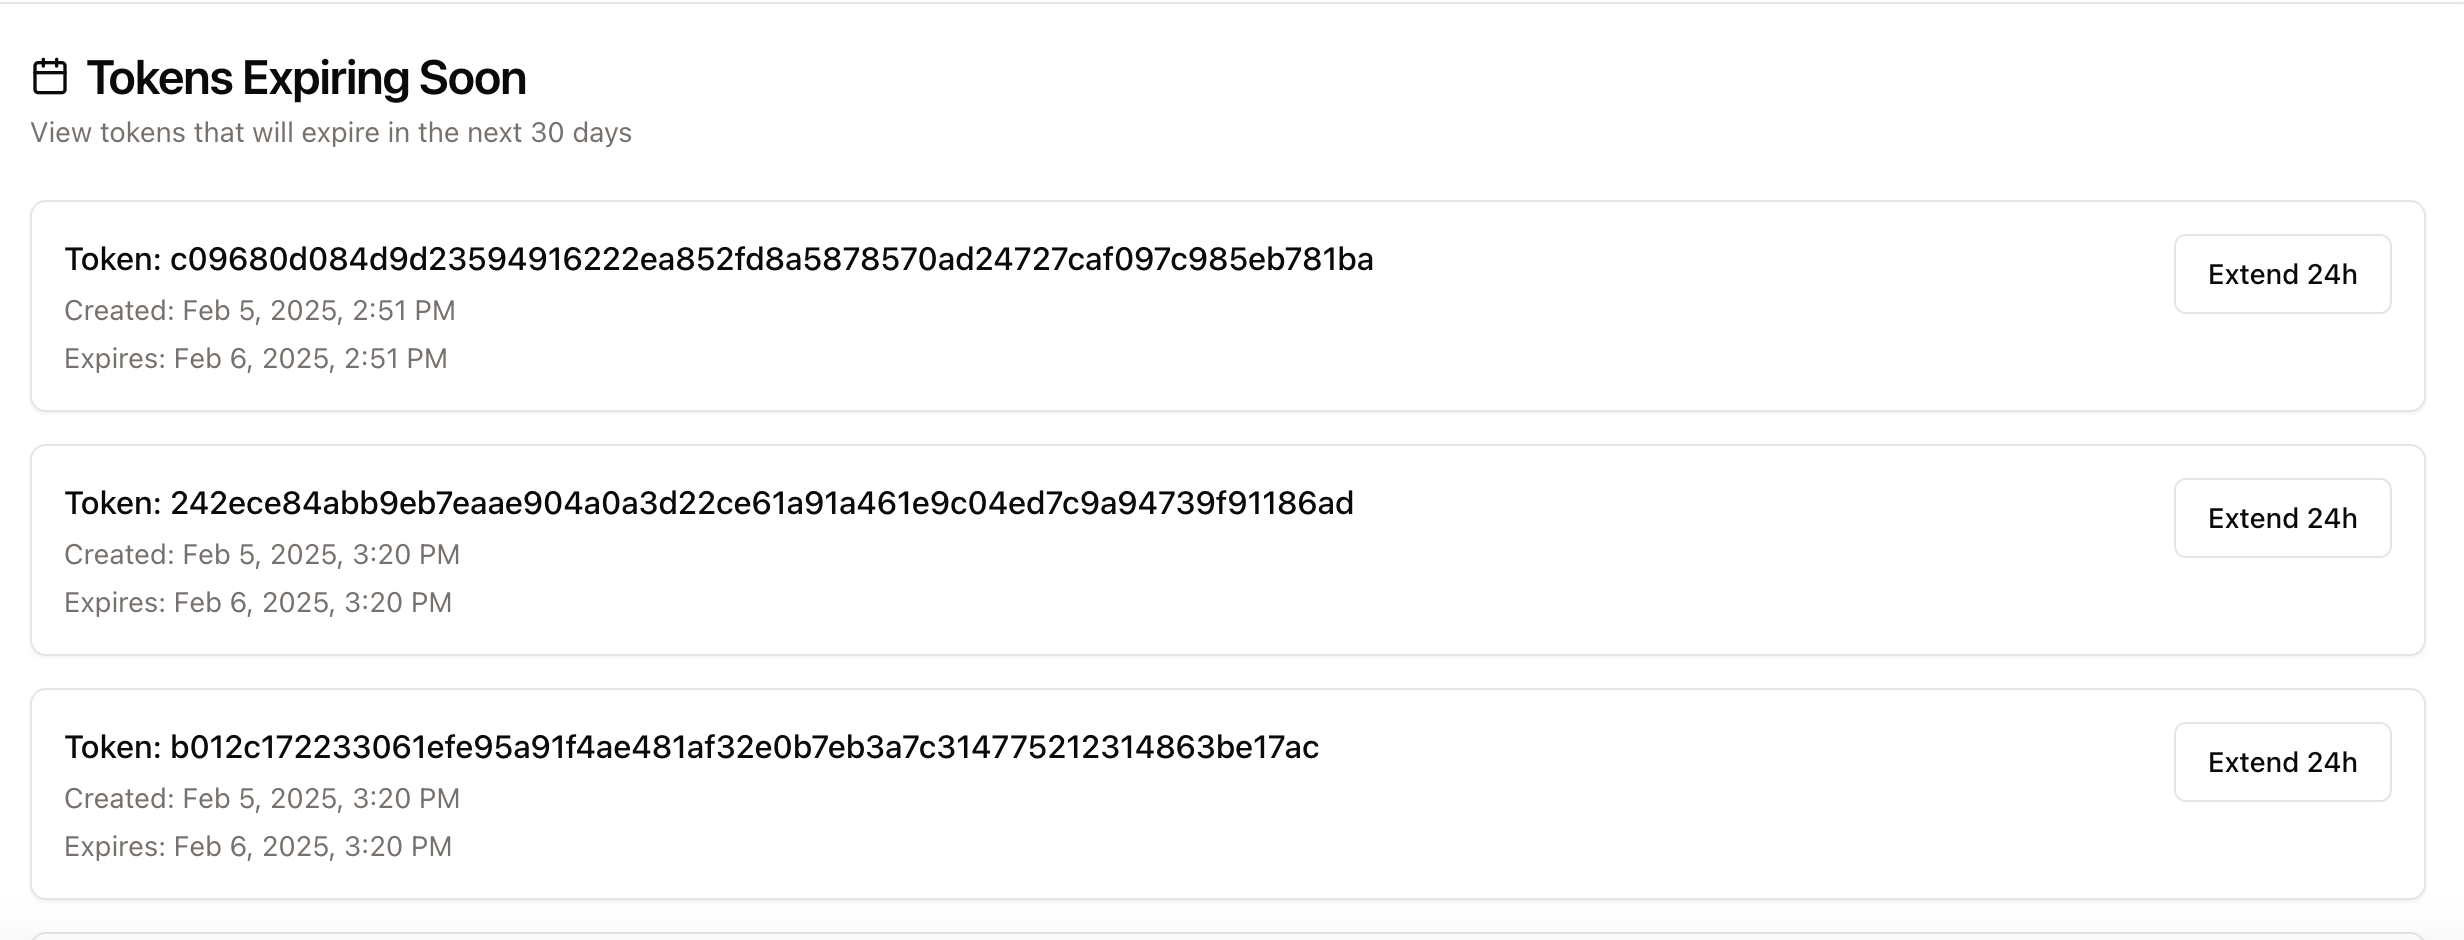 Tokens Expiring Soon
View tokens that will expire in the next 30 days
Token: c09680d084d9d23594916222ea852fd8a5878570ad24727caf097c985eb781ba
Extend 24h
Created: Feb 5, 2025, 2:51 PM
Expires: Feb 6, 2025, 2:51 PM
Token: 242ece84abb9eb7eaae904a0a3d22ce61a91a461e9c04ed7c9a94739f91186ad
Extend 24h
Created: Feb 5, 2025, 3:20 PM
Expires: Feb 6, 2025, 3:20 PM
Token: b012c172233061efe95a91f4ae481af32e0b7eb3a7c314775212314863be17ac
Extend 24h
Created: Feb 5, 2025, 3:20 PM
Expires: Feb 6, 2025, 3:20 PM